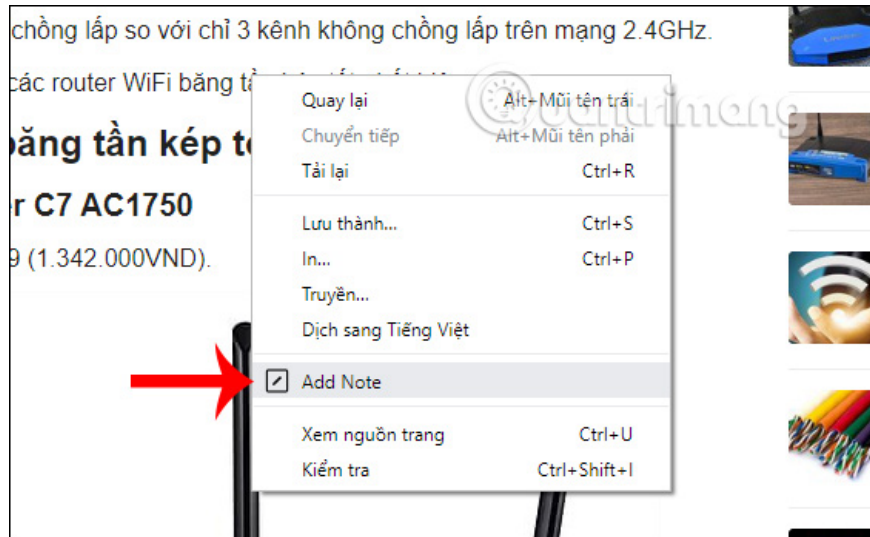 chồng lấp so với chỉ 3 kênh không chồng lấp trên mạng 2.4GHz.
các router WiFi băng
Quay lại Alt+Mũi tên trái
Quantrimang
Chuyển tiếp Alt+Mũi tên phải
băng tần kép
Tải lại Ctrl+R
r C7 AC1750
Lưu thành... Ctrl+S
9 (1.342.000VND).
In... Ctrl+P
Truyền...
Dịch sang Tiếng Việt
Add Note
Xem nguồn trang Ctrl+U
Kiểm tra Ctrl+Shift+I